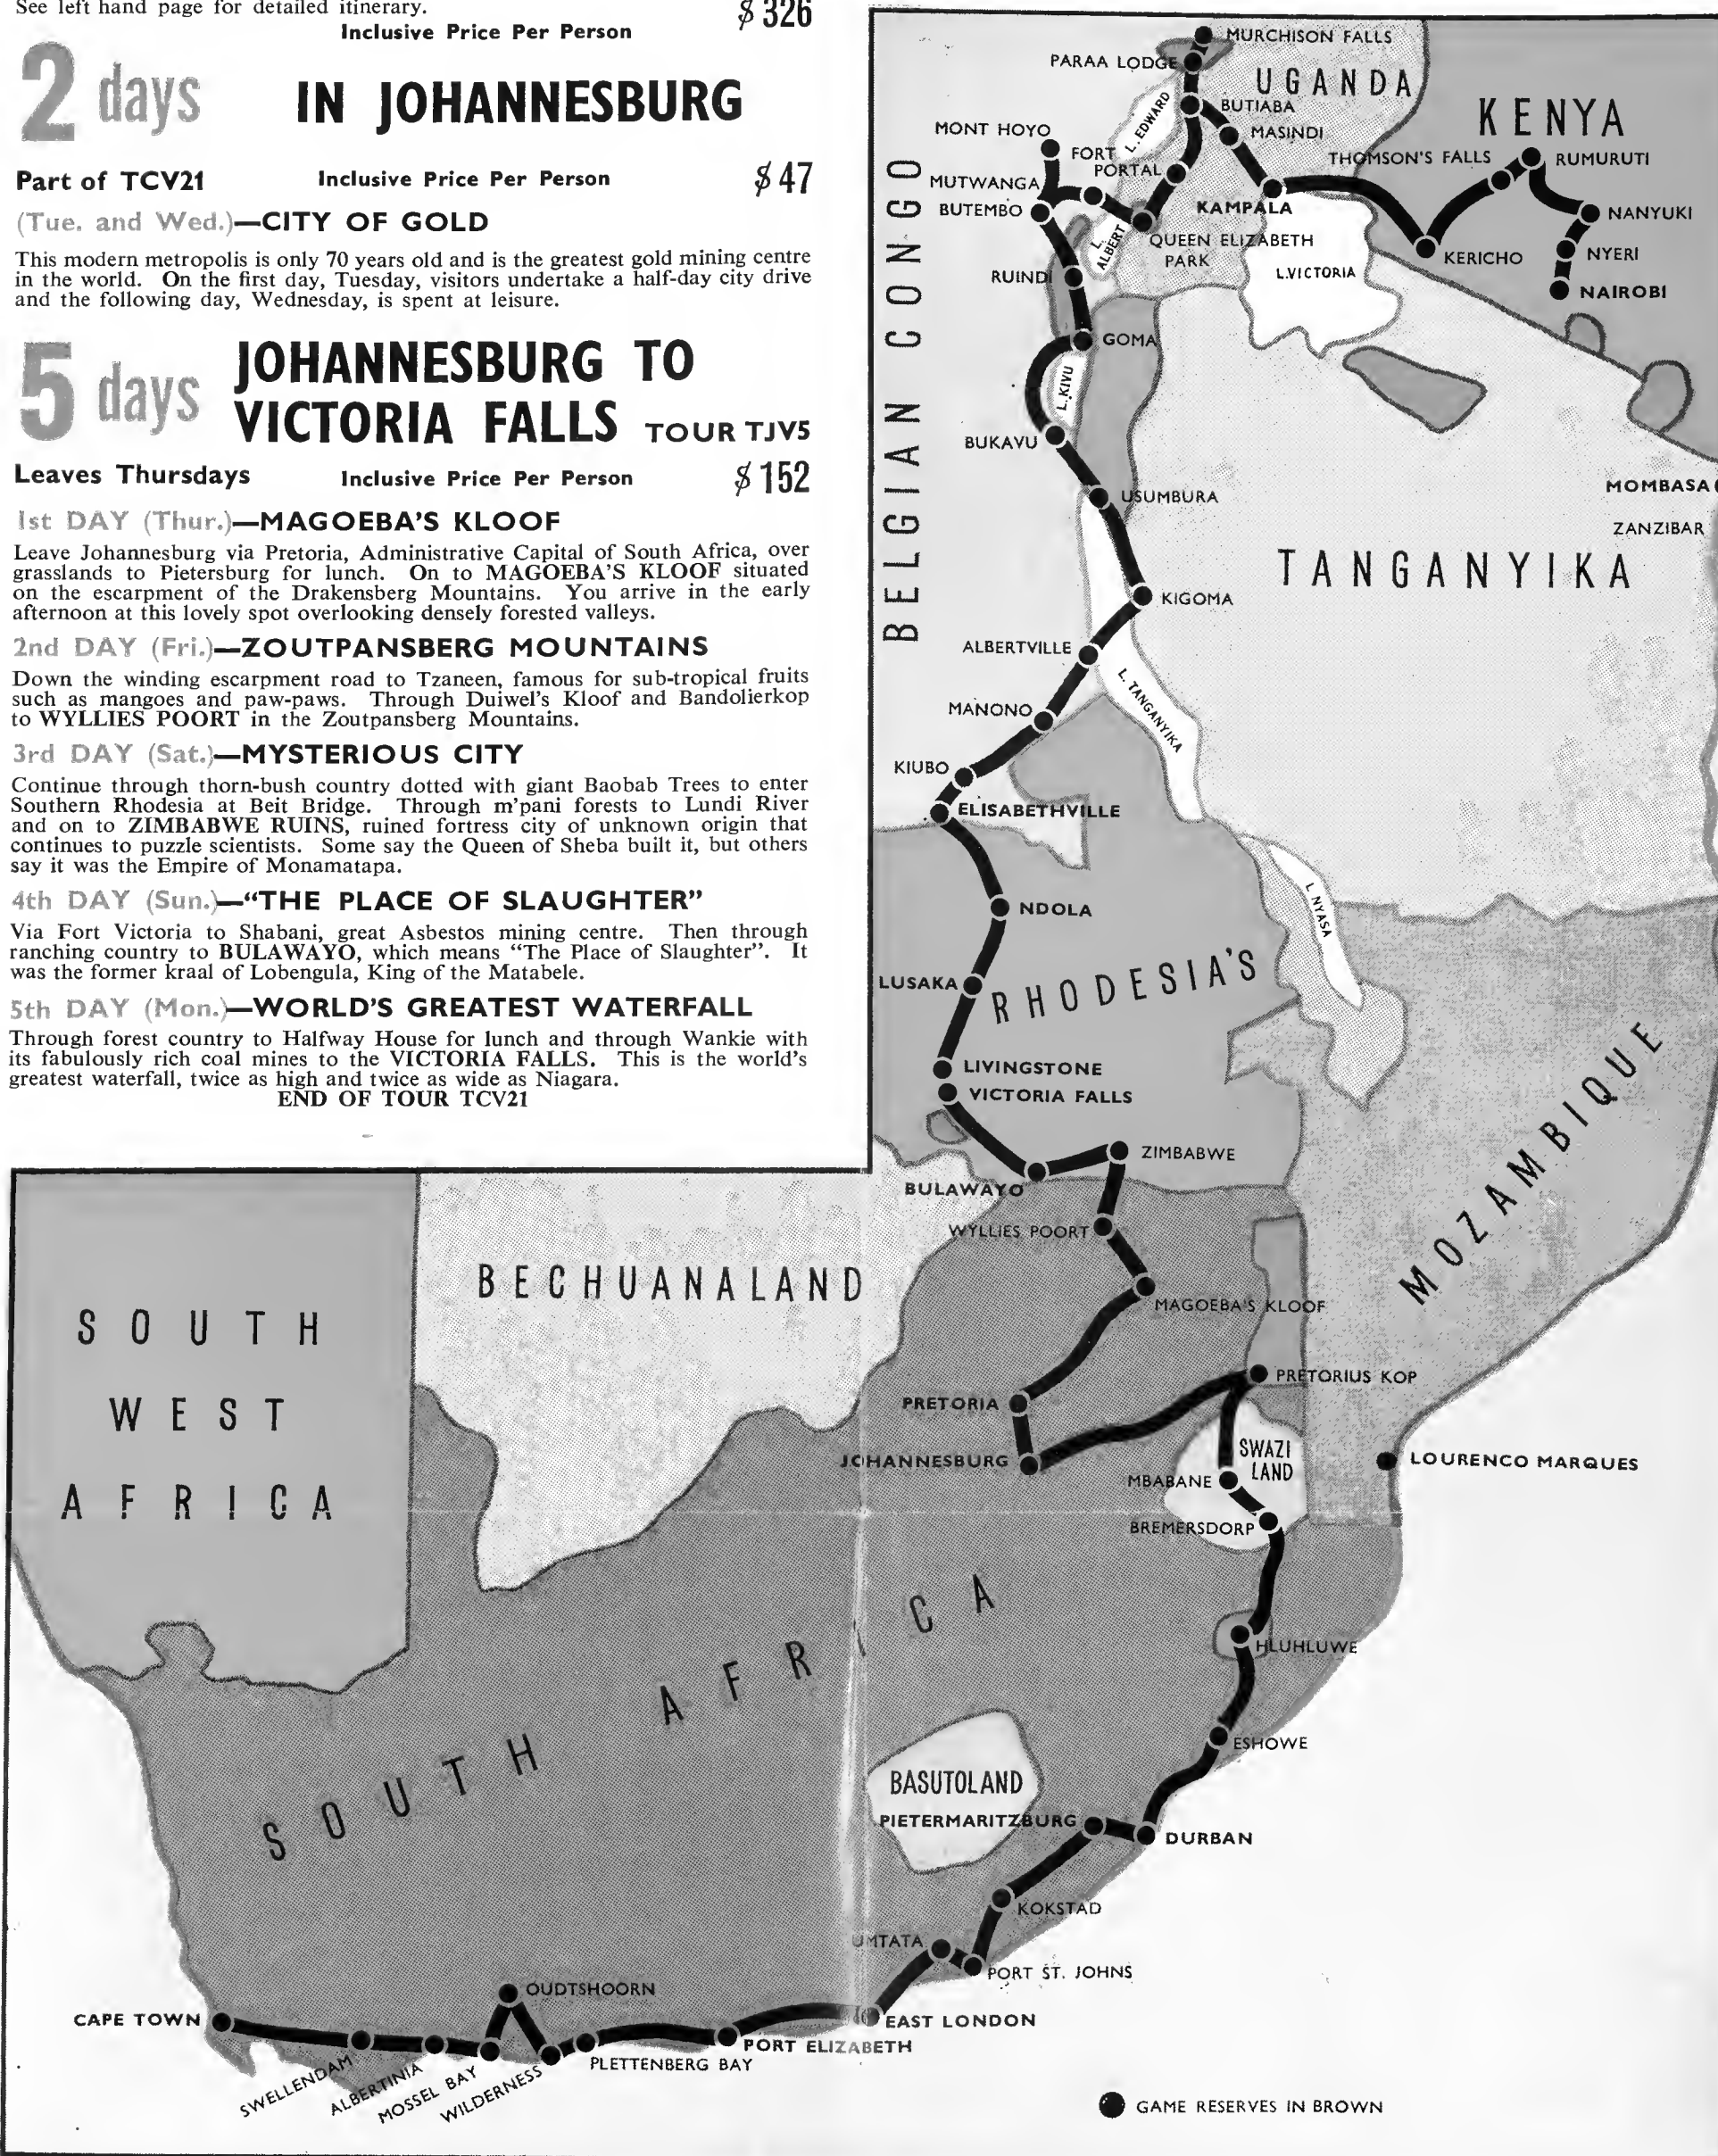 See left hand page for detailed itinerary.
Inclusive Price Per Person $326
2 days IN JOHANNESBURG
Part of TCV21 Inclusive Price Per Person $47
(Tue. and Wed.)—CITY OF GOLD
This modern metropolis is only 70 years old and is the greatest gold mining centre
in the world. On the first day, Tuesday, visitors undertake a half-day city drive
and the following day, Wednesday, is spent at leisure.
5 days JOHANNESBURG TO
VICTORIA FALLS TOUR TJV5
Leaves Thursdays Inclusive Price Per Person $152
1st DAY (Thur.)—MAGOEBA'S KLOOF
Leave Johannesburg via Pretoria, Administrative Capital of South Africa, over
grasslands to Pietersburg for lunch. On to MAGOEBA'S KLOOF situated
on the escarpment of the Drakensberg Mountains. You arrive in the early
afternoon at this lovely spot overlooking densely forested valleys.
2nd DAY (Fri.)—ZOUTPANSBERG MOUNTAINS
Down the winding escarpment road to Tzaneen, famous for sub-tropical fruits
such as mangoes and paw-paws. Through Duiwel's Kloof and Bandolierkop
to WYLLIES POORT in the Zoutpansberg Mountains.
3rd DAY (Sat.)—MYSTERIOUS CITY
Continue through thorn-bush country dotted with giant Baobab Trees to enter
Southern Rhodesia at Beit Bridge. Through m'pani forests to Lundi River
and on to ZIMBABWE RUINS, ruined fortress city of unknown origin that
continues to puzzle scientists. Some say the Queen of Sheba built it, but others
say it was the Empire of Monamatapa.
4th DAY (Sun.)—“THE PLACE OF SLAUGHTER”
Via Fort Victoria to Shabani, great Asbestos mining centre. Then through
ranching country to BULAWAYO, which means “The Place of Slaughter”. It
was the former kraal of Lobengula, King of the Matabele.
5th DAY (Mon.)—WORLD'S GREATEST WATERFALL
Through forest country to Halfway House for lunch and through Wankie with
its fabulously rich coal mines to the VICTORIA FALLS. This is the world's
greatest waterfall, twice as high and twice as wide as Niagara.
END OF TOUR TCV21
MURCHISON FALLS
PARAA LODGE
UGANDA
KENYA
L. EDWARD
BUTIABA
MASINDI
MONT HOYO
FORT
PORTAL
THOMSON'S FALLS
RUMURUTI
MUTWANGA
BUTEMBO
KAMPALA
NANYUKI
L. ALBERT
QUEEN ELIZABETH
PARK
NYERI
KERICHO
L.VICTORIA
RUINDI
NAIROBI
BELGIAN CONGO
GOMA
L. KIVU
BUKAVU
USUMBURA
MOMBASA
ZANZIBAR
TANGANYIKA
KIGOMA
ALBERTVILLE
L. TANGANYIKA
MANONO
KIUBO
ELISABETHVILLE
L. NYASA
NDOLA
LUSAKA
RHODESIA'S
LIVINGSTONE
VICTORIA FALLS
MOZAMBIQUE
ZIMBABWE
BULAWAYO
WYLLIES POORT
BECHUANALAND
MAGOEBA'S KLOOF
SOUTH
WEST
AFRICA
PRETORIUS KOP
PRETORIA
JOHANNESBURG
SWAZI
LAND
LOURENCO MARQUES
MBABANE
BREMERSDORP
SOUTH AFRICA
HLUHLUWE
ESHOWE
BASUTOLAND
PIETERMARITZBURG
DURBAN
KOKSTAD
UMTATA
PORT ST. JOHNS
OUDTSHOORN
CAPE TOWN
EAST LONDON
PORT ELIZABETH
PLETTENBERG BAY
SWELLENDAM
ALBERTINIA
MOSSEL BAY
WILDERNESS
GAME RESERVES IN BROWN